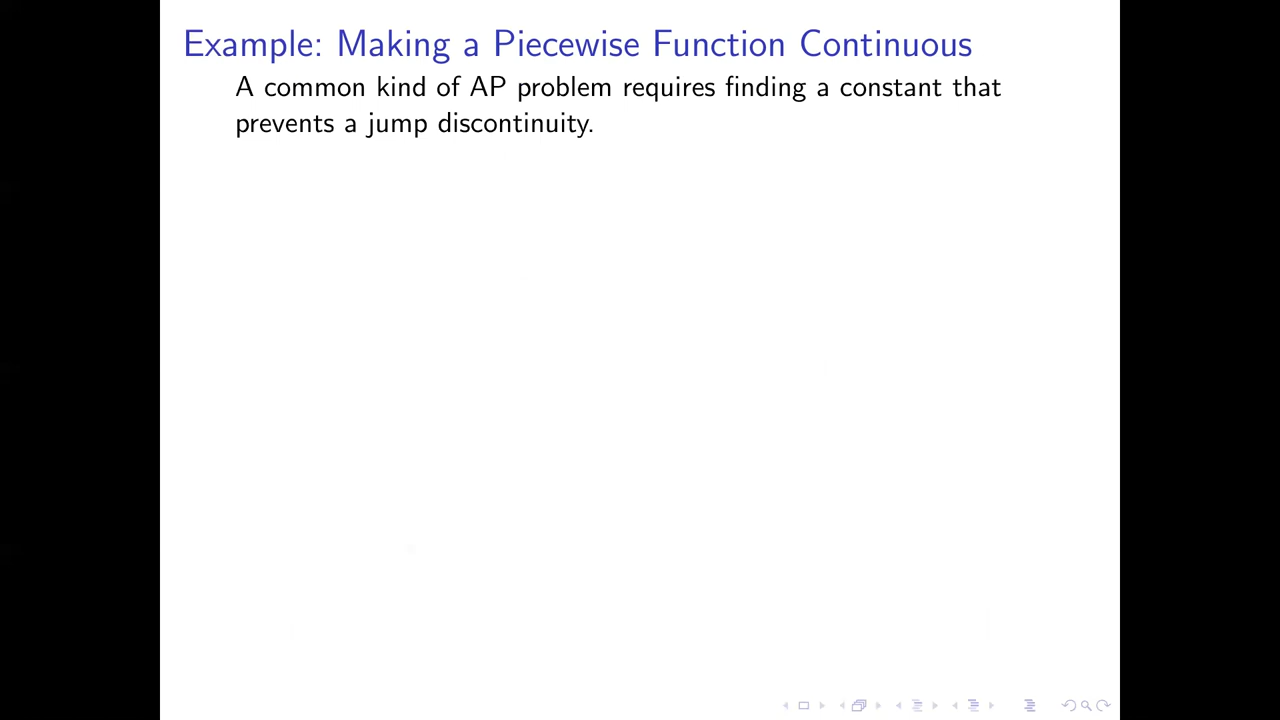 Example: Making a Piecewise Function Continuous
A common kind of AP problem requires finding a constant that
prevents a jump discontinuity.